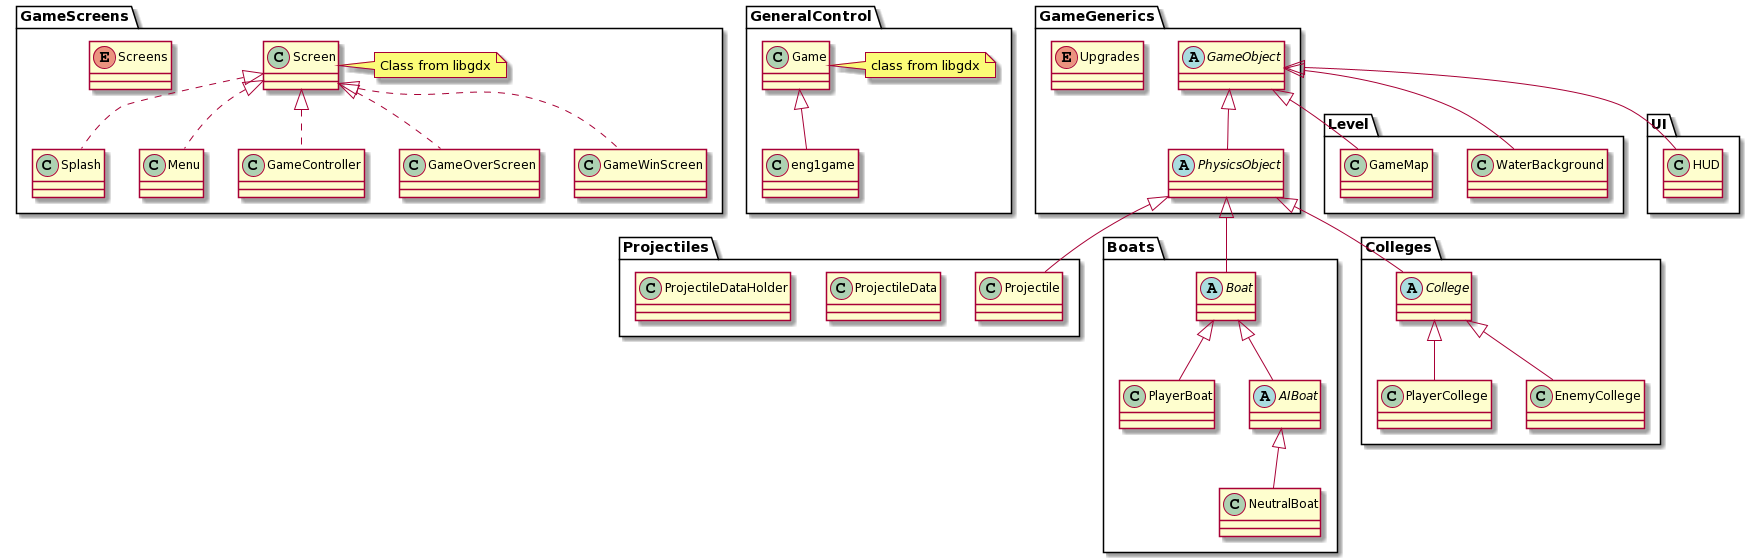 GameScreens
E Screens
C Screen
Class from libgdx
C Splash
C Menu
C GameController
C GameOverScreen
C GameWinScreen
GeneralControl
C Game
class from libgdx
C eng1game
GameGenerics
E Upgrades
A GameObject
A PhysicsObject
Level
C GameMap
C WaterBackground
UI
C HUD
Projectiles
C ProjectileDataHolder
C ProjectileData
C Projectile
Boats
A Boat
C PlayerBoat
A AIBoat
C NeutralBoat
Colleges
A College
C PlayerCollege
C EnemyCollege